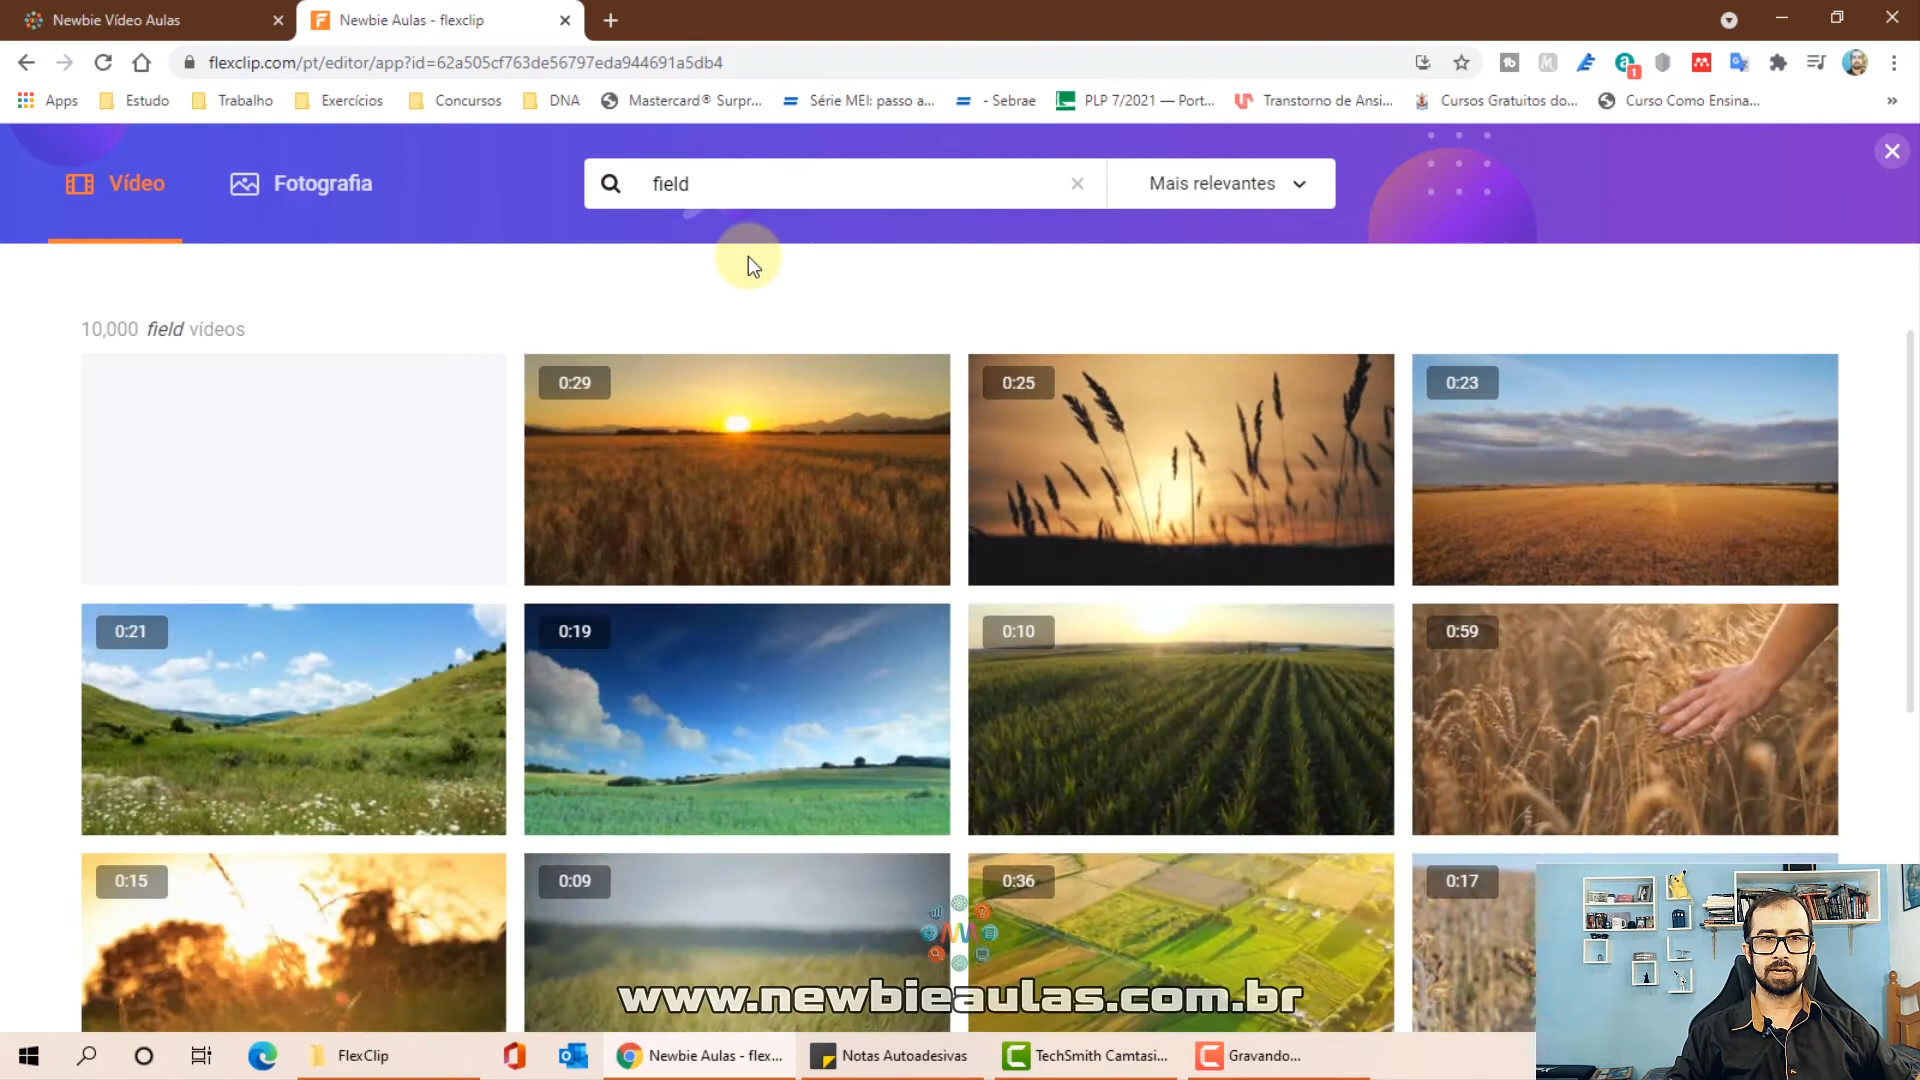 Newbie Vídeo Aulas
Newbie Aulas - flexclip
flexclip.com/pt/editor/app?id=62a505cf763de56797eda944691a5db4
Apps
Estudo
Trabalho
Exercícios
Concursos
DNA
Mastercard® Surpr...
Série MEI: passo a...
- Sebrae
PLP 7/2021 — Port...
Transtorno de Ansi...
Cursos Gratuitos do...
Curso Como Ensina...
Vídeo
Fotografia
field
Mais relevantes
10,000 field vídeos
0:29
0:25
0:23
0:21
0:19
0:10
0:59
0:15
0:09
0:36
0:17
www.newbieaulas.com.br
FlexClip
Newbie Aulas - flex...
Notas Autoadesivas
TechSmith Camtasi...
Gravando...